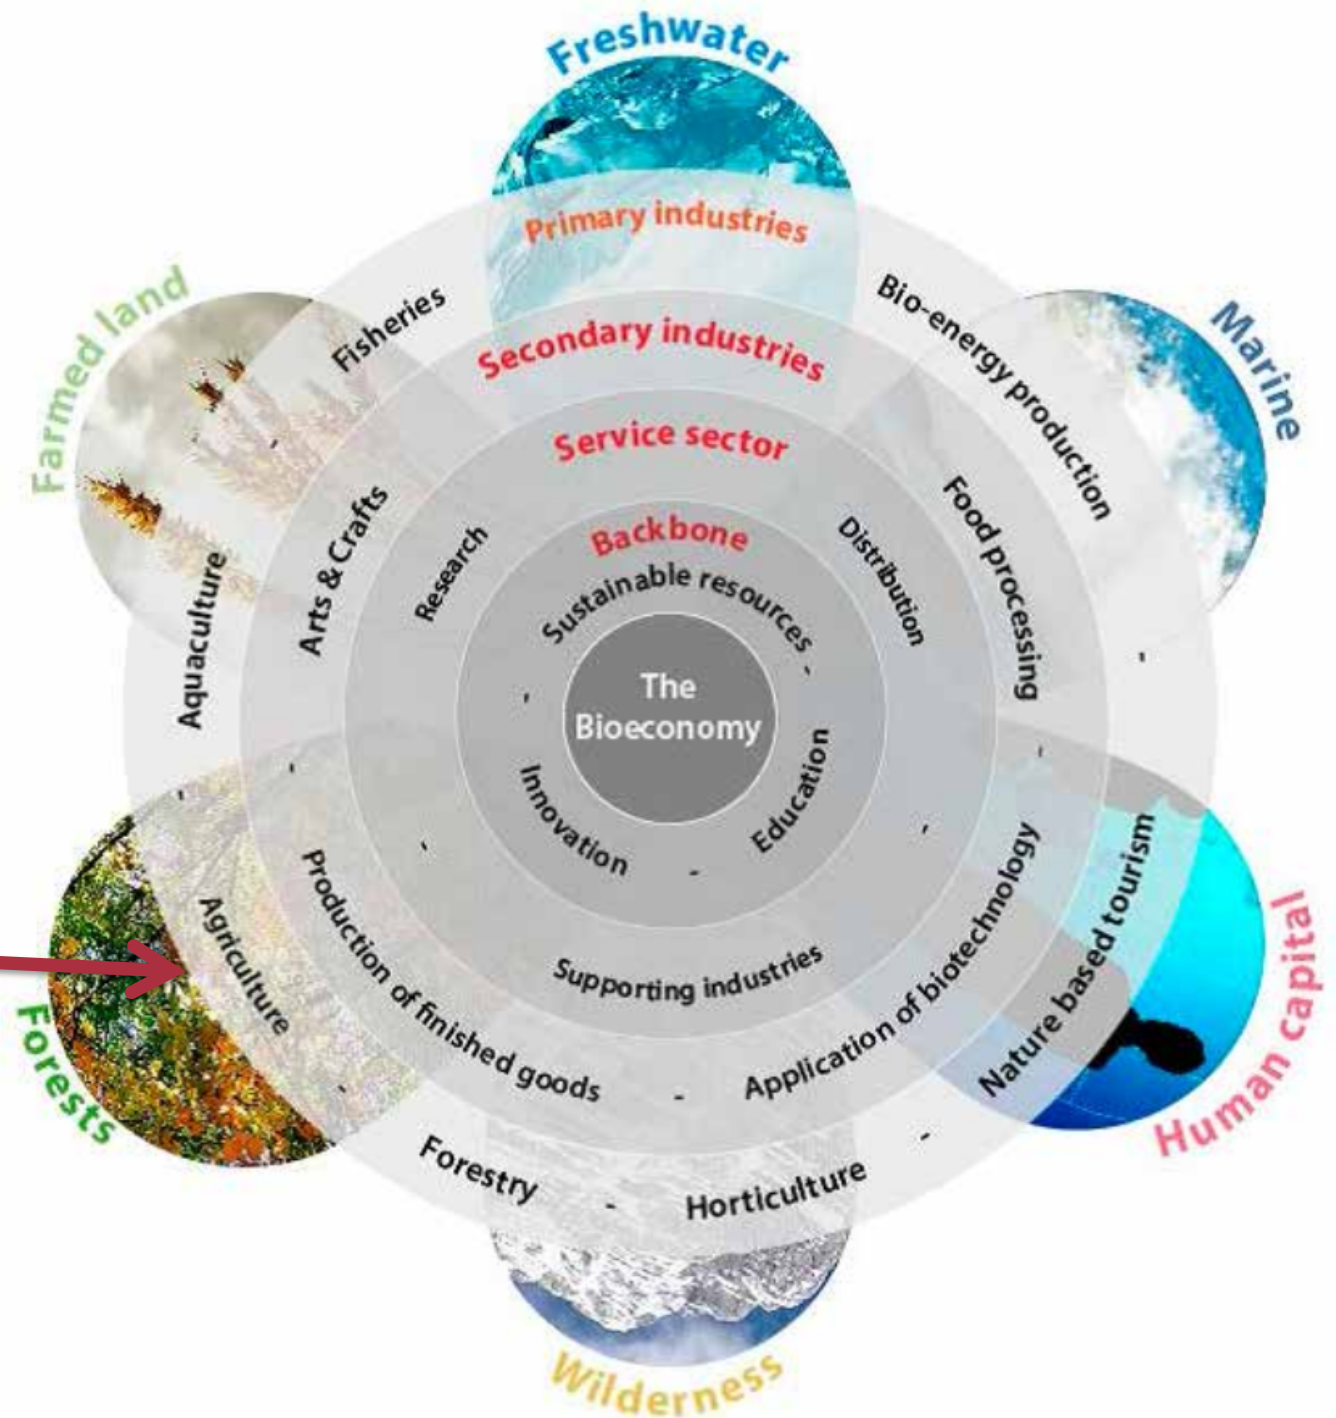 Freshwater
Marine
Human capital
Wilderness
Forests
Farmed land
Primary industries
Bio-energy production
-
Nature based tourism
-
Horticulture
-
Forestry
-
Agriculture
-
Aquaculture
-
Fisheries
Secondary industries
Food processing
-
Application of biotechnology
-
Production of finished goods
-
Arts & Crafts
Service sector
Distribution
-
Supporting industries
-
Research
Backbone
Sustainable resources
-
Education
-
Innovation
-
The
Bioeconomy